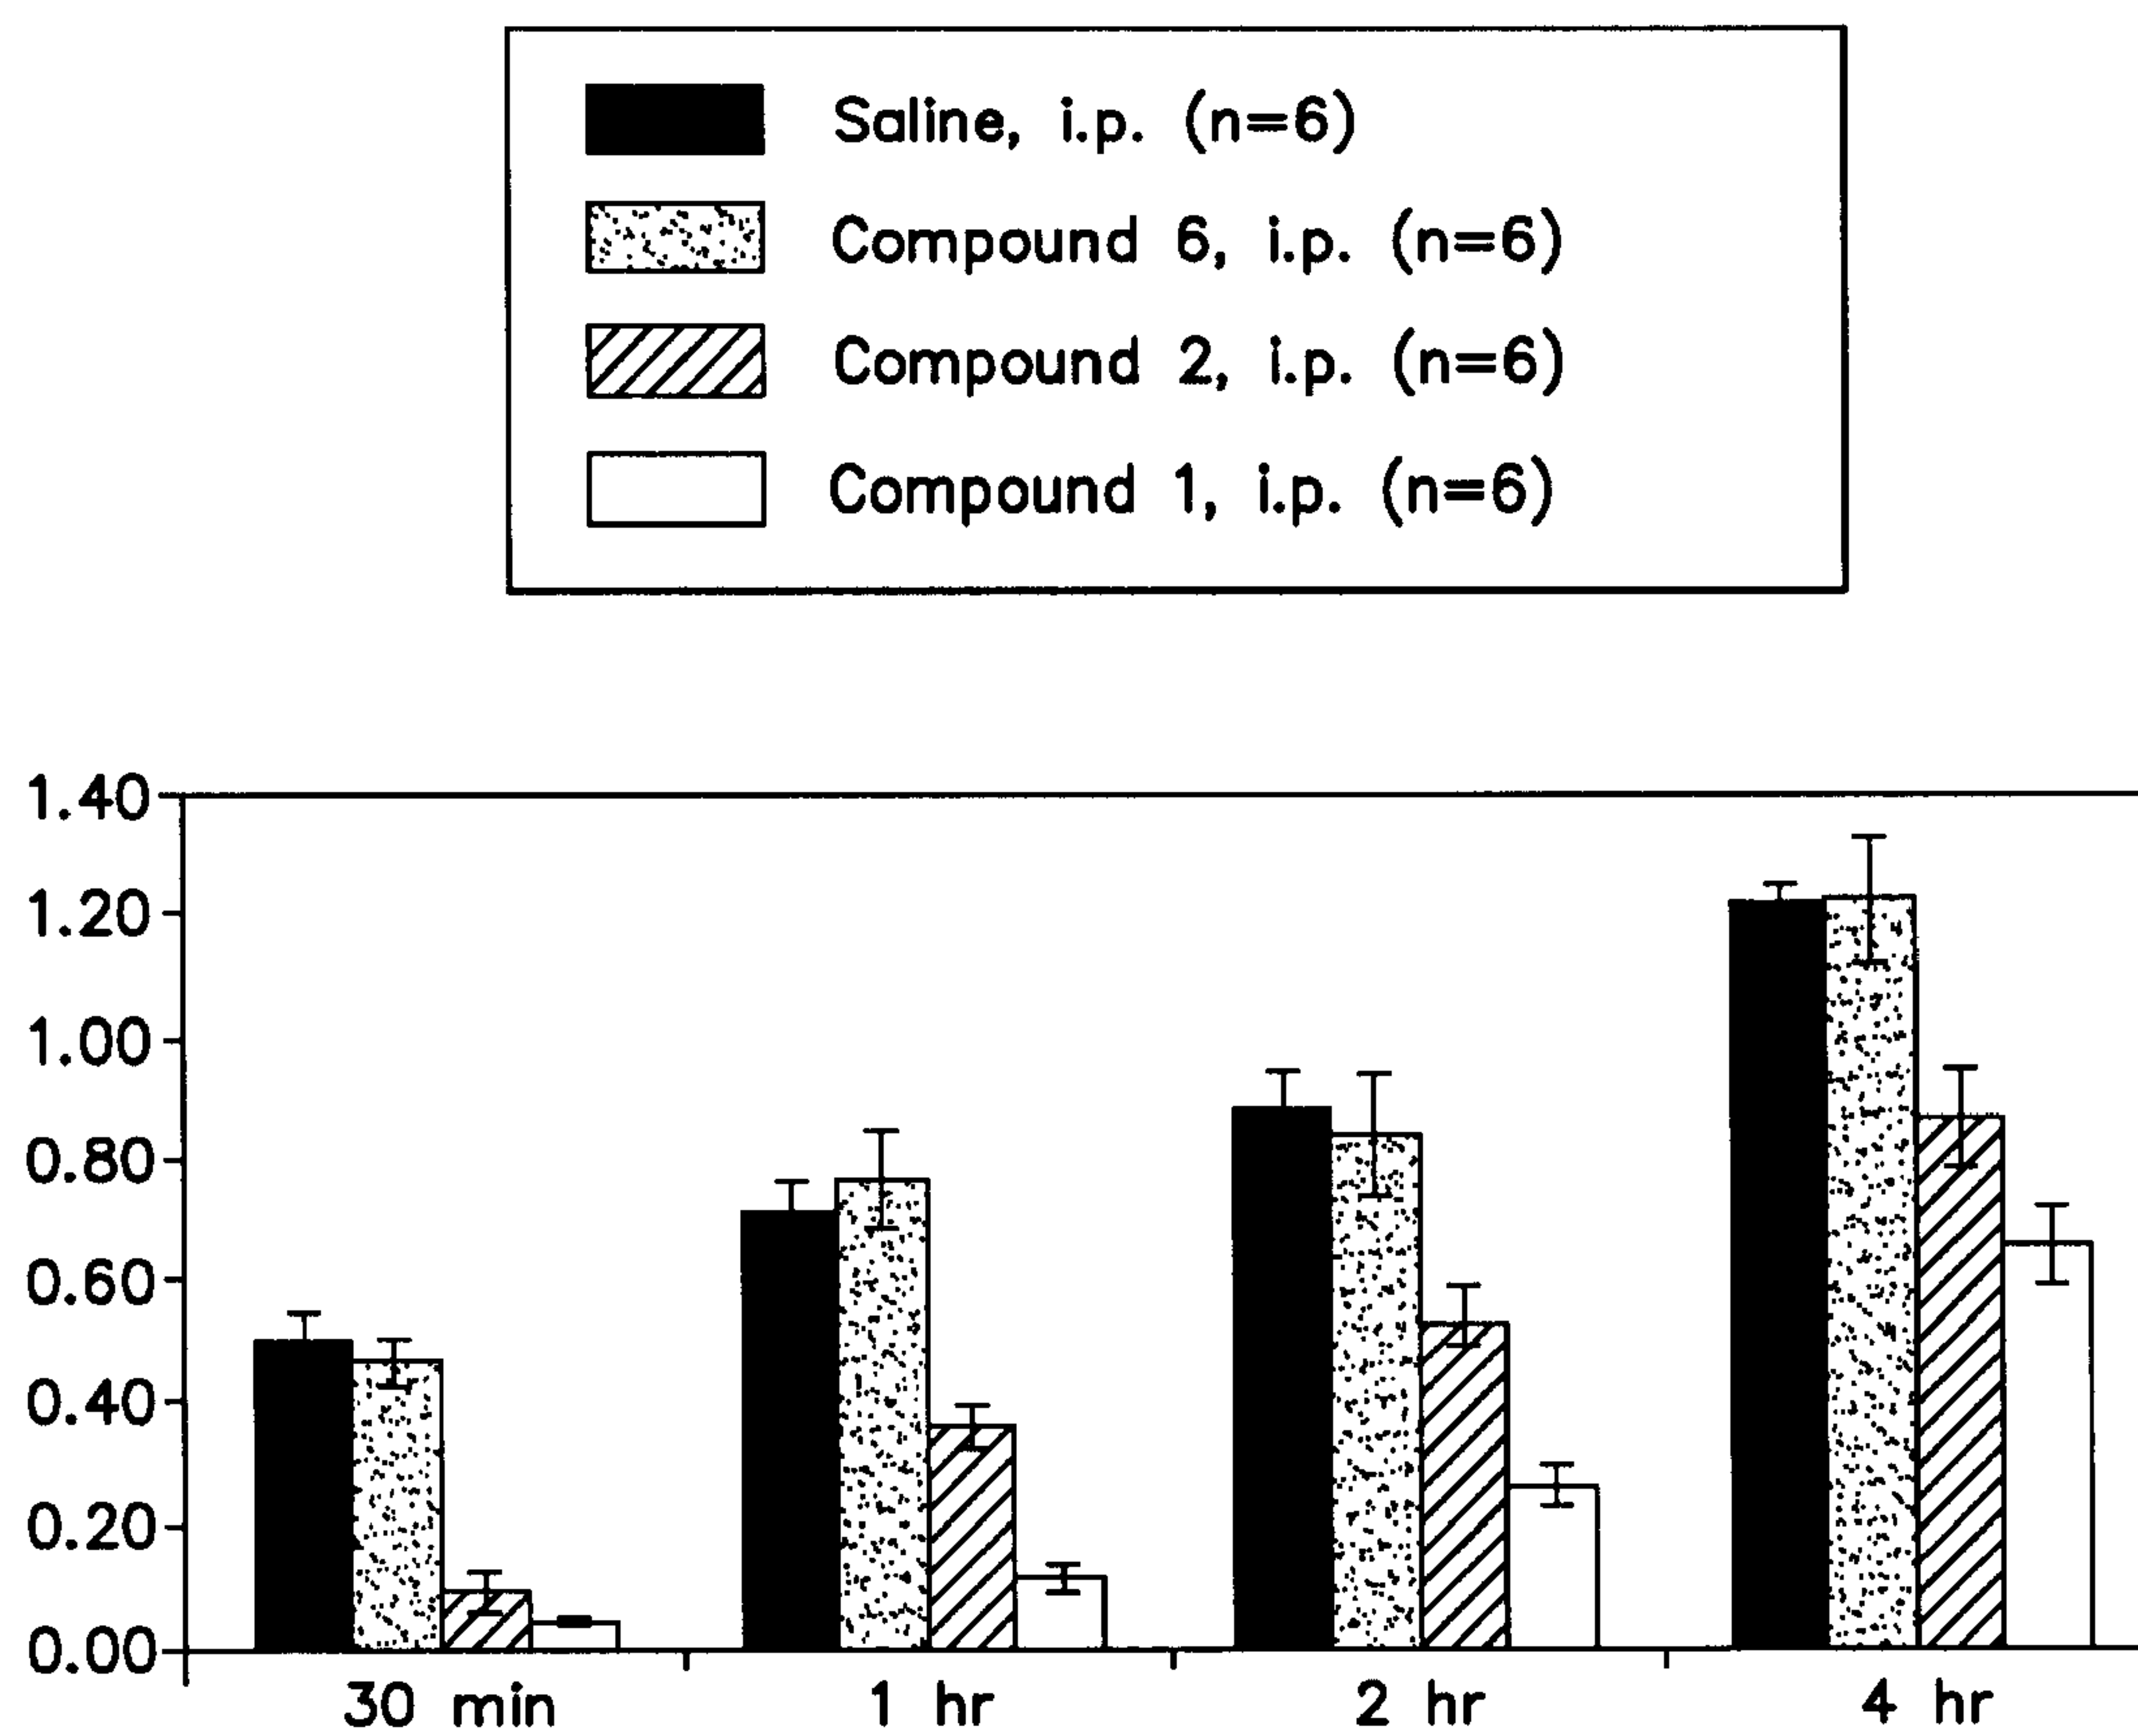 Saline, i.p. (n=6)
Compound 6, i.p. (n=6)
Compound 2, i.p. (n=6)
Compound 1, i.p. (n=6)
1.40
1.20
1.00
0.80
0.60
0.40
0.20
0.00
30 min 1 hr 2 hr 4 hr